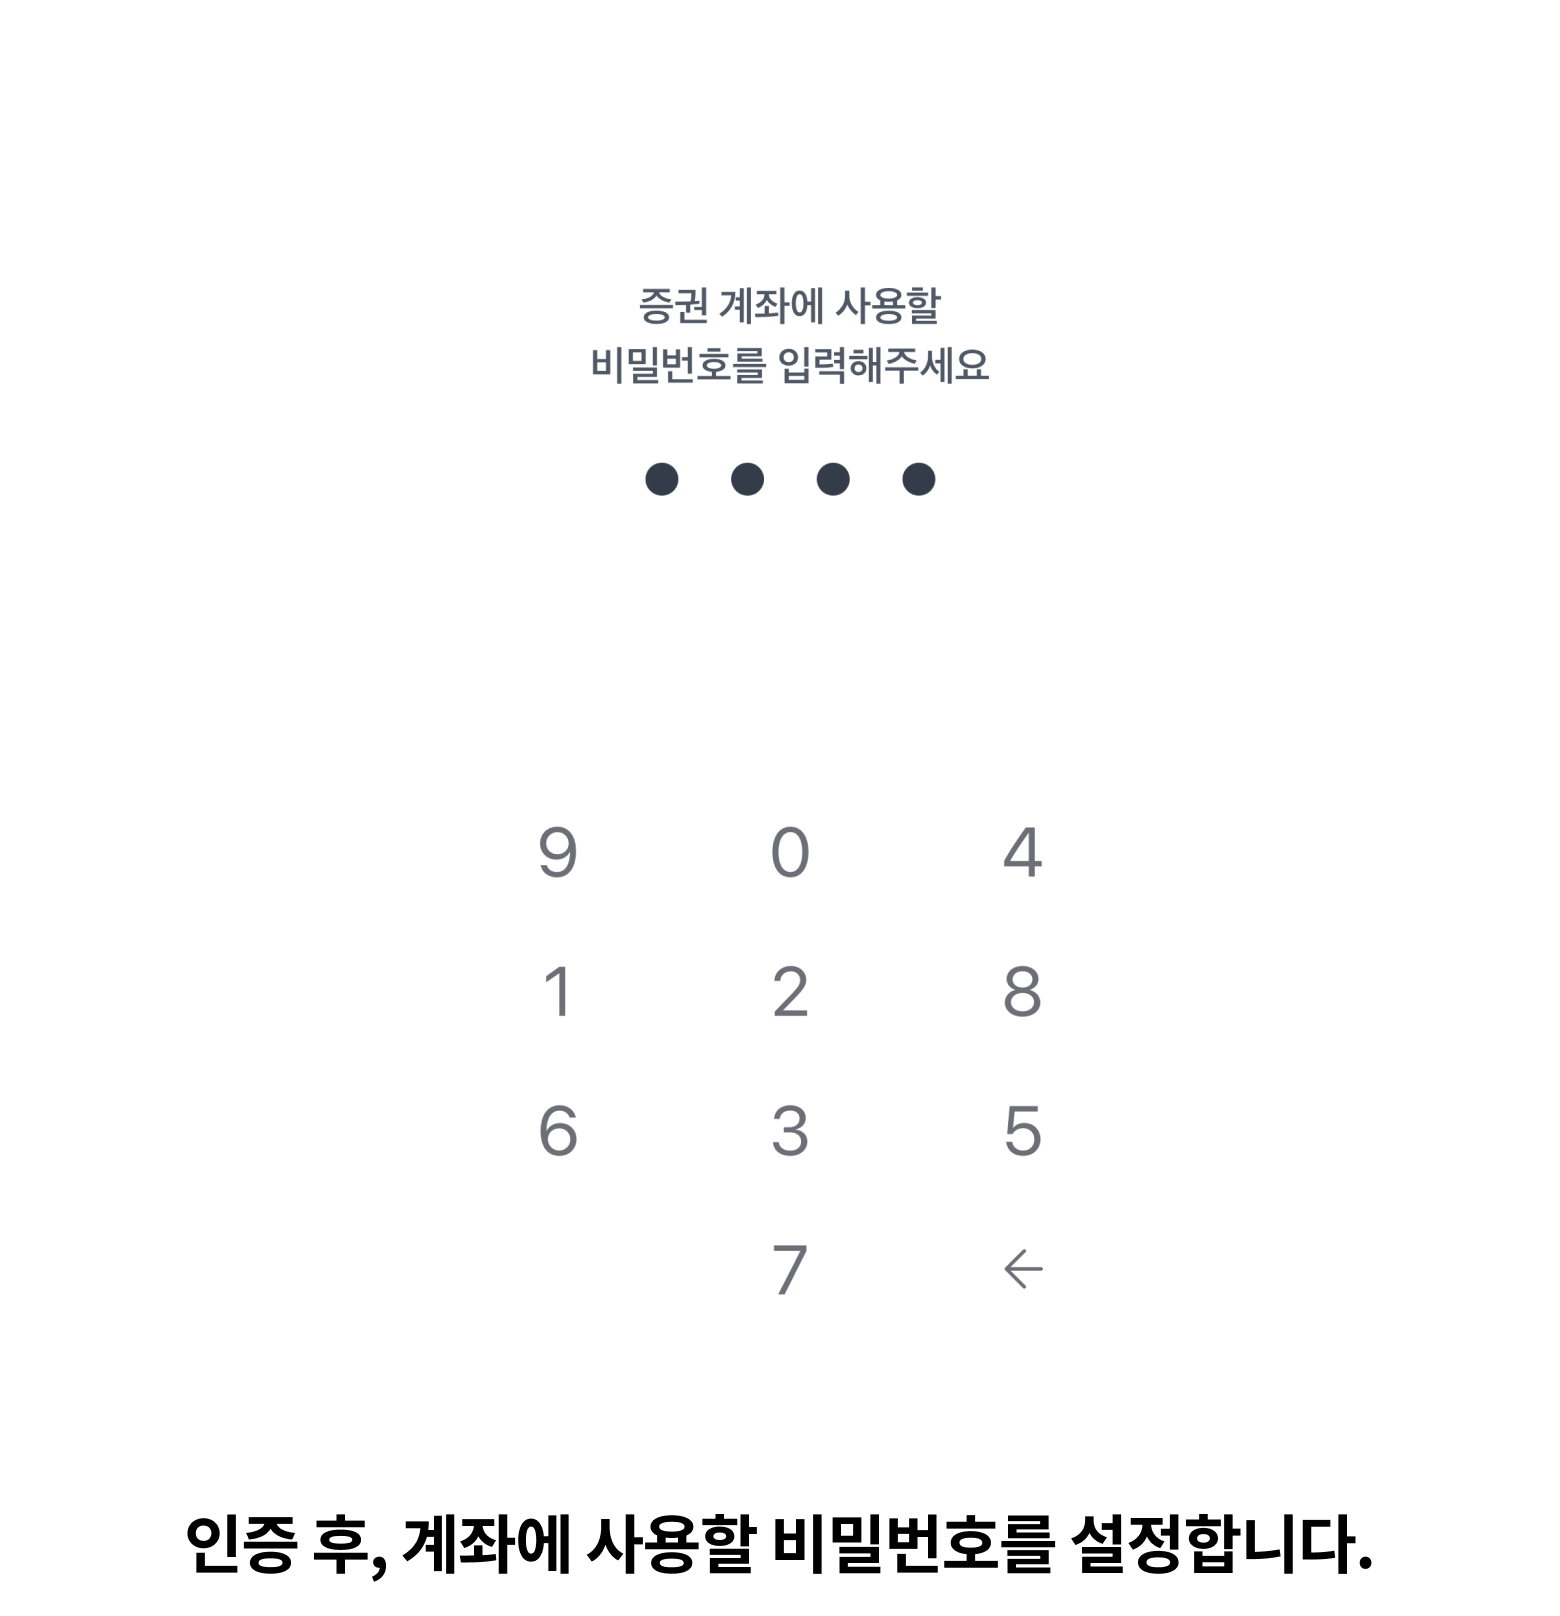 증권 계좌에 사용할
비밀번호를 입력해주세요
9 0 4
1 2 8
6 3 5
7 ←
인증 후, 계좌에 사용할 비밀번호를 설정합니다.